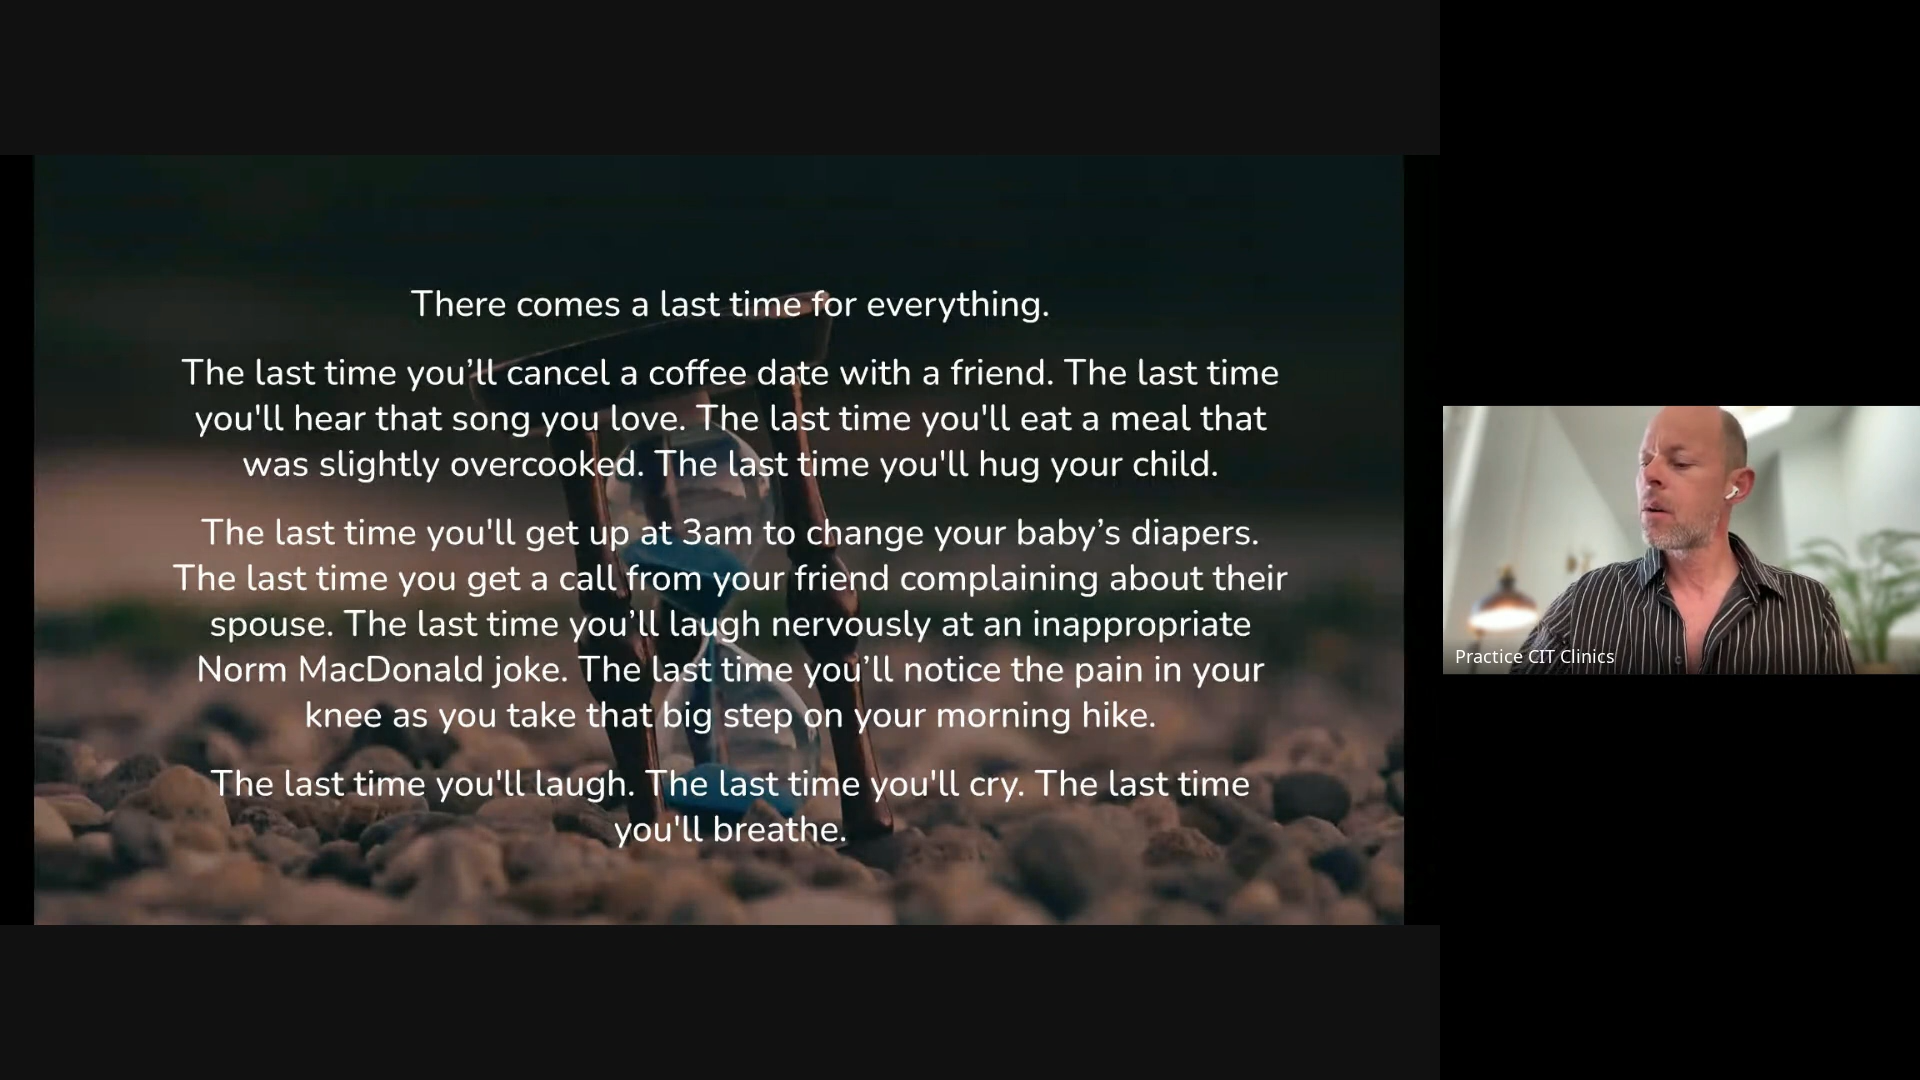 There comes a last time for everything.
The last time you’ll cancel a coffee date with a friend. The last time
you'll hear that song you love. The last time you'll eat a meal that
was slightly overcooked. The last time you'll hug your child.
The last time you'll get up at 3am to change your baby’s diapers.
The last time you get a call from your friend complaining about their
spouse. The last time you’ll laugh nervously at an inappropriate
Norm MacDonald joke. The last time you’ll notice the pain in your
knee as you take that big step on your morning hike.
The last time you'll laugh. The last time you'll cry. The last time
you'll breathe.
Practice CIT Clinics